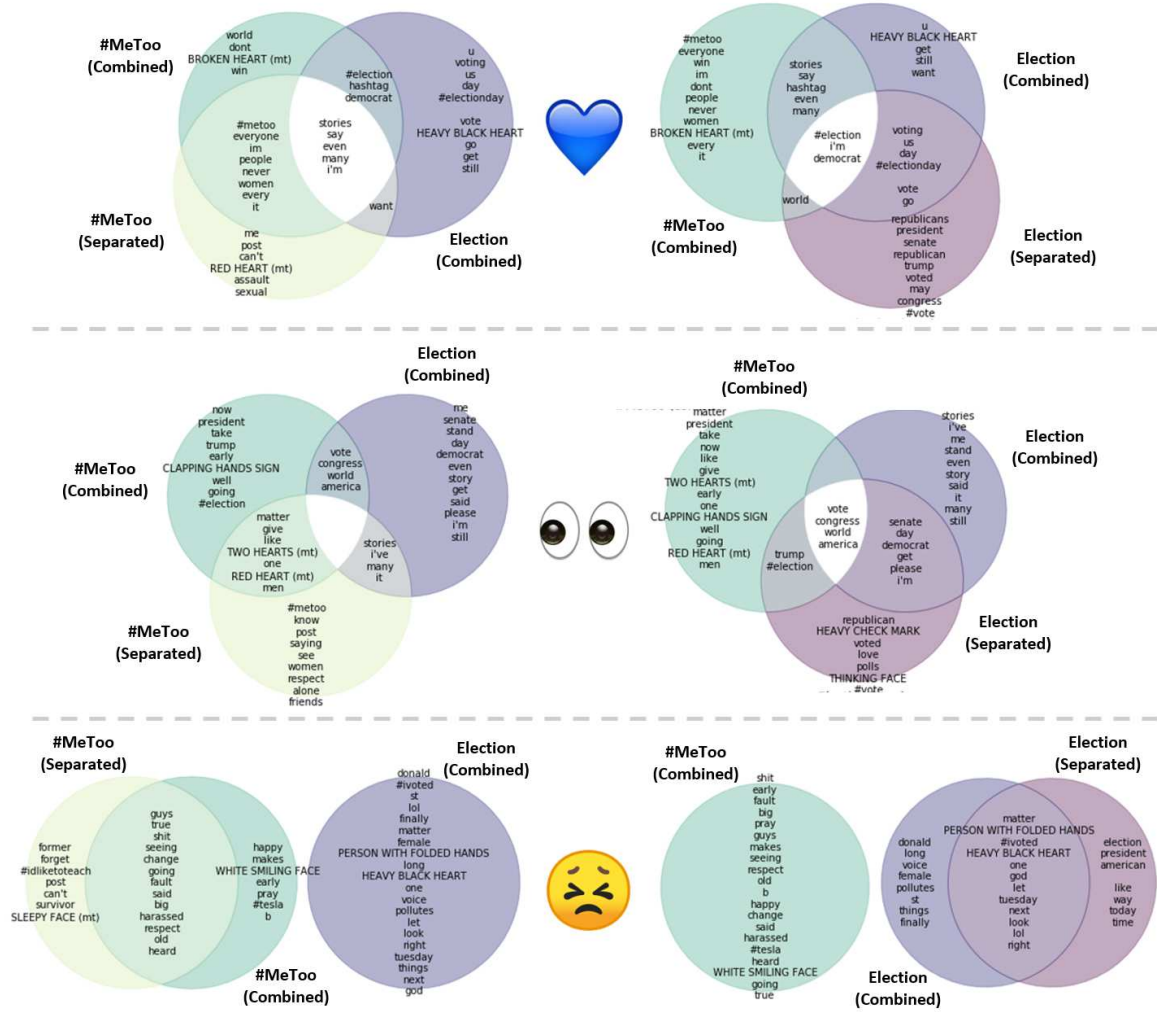 #MeToo
(Combined)
world
dont
BROKEN HEART (mt)
win
#election
hashtag
democrat
u
voting
us
day
#electionday
vote
HEAVY BLACK HEART
go
get
still
stories
say
even
many
i'm
#metoo
everyone
im
people
never
women
every
it
want
#MeToo
(Separated)
me
post
can't
RED HEART (mt)
assault
sexual
Election
(Combined)
#metoo
everyone
win
im
dont
people
never
women
BROKEN HEART (mt)
every
it
stories
say
hashtag
even
many
u
HEAVY BLACK HEART
get
still
want
Election
(Combined)
#election
i'm
democrat
voting
us
day
#electionday
vote
go
world
#MeToo
(Combined)
republicans
president
senate
republican
trump
voted
may
congress
#vote
Election
(Separated)
Election
(Combined)
#MeToo
(Combined)
now
president
take
trump
early
CLAPPING HANDS SIGN
well
going
#election
vote
congress
world
america
me
senate
stand
day
democrat
even
story
get
said
please
i'm
still
matter
give
like
TWO HEARTS (mt)
one
RED HEART (mt)
men
stories
i've
many
it
#MeToo
(Separated)
#metoo
know
post
saying
see
women
respect
alone
friends
#MeToo
(Combined)
matter
president
take
now
like
give
TWO HEARTS (mt)
early
one
CLAPPING HANDS SIGN
well
going
RED HEART (mt)
men
stories
i've
me
stand
even
story
said
it
many
still
Election
(Combined)
vote
congress
world
america
senate
day
democrat
get
please
i'm
trump
#election
republican
HEAVY CHECK MARK
voted
love
polls
THINKING FACE
#vote
Election
(Separated)
#MeToo
(Separated)
former
forget
#idliketoteach
post
can't
survivor
SLEEPY FACE (mt)
guys
true
shit
seeing
change
going
fault
said
big
harassed
respect
old
heard
happy
makes
WHITE SMILING FACE
early
pray
#tesla
b
#MeToo
(Combined)
Election
(Combined)
donald
#ivoted
st
lol
finally
matter
female
PERSON WITH FOLDED HANDS
long
HEAVY BLACK HEART
one
voice
pollutes
let
look
right
tuesday
things
next
god
#MeToo
(Combined)
shit
early
fault
big
pray
guys
makes
seeing
respect
old
b
happy
change
said
harassed
#tesla
heard
WHITE SMILING FACE
going
true
Election
(Separated)
donald
long
voice
female
pollutes
st
things
finally
matter
PERSON WITH FOLDED HANDS
#ivoted
HEAVY BLACK HEART
one
god
let
tuesday
next
look
lol
right
election
president
american
like
way
today
time
Election
(Combined)